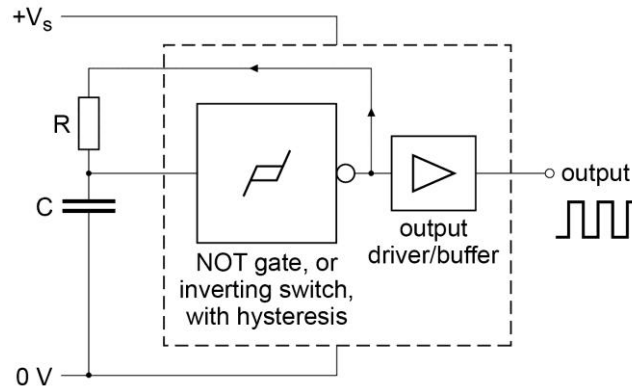 +Vs
R
C
NOT gate, or
inverting switch,
with hysteresis
output
driver/buffer
output
0 V